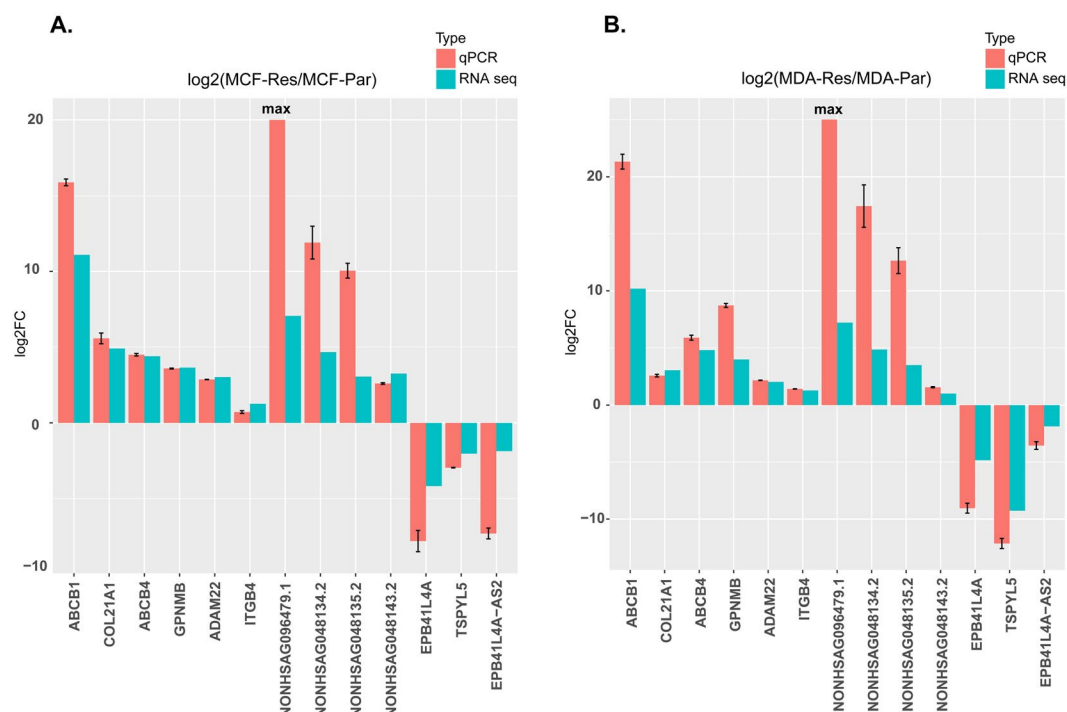 A.
Type
qPCR
RNA seq
log2(MCF-Res/MCF-Par)
max
20
10
0
−10
log2FC
ABCB1
COL21A1
ABCB4
GPNMB
ADAM22
ITGB4
NONHSAG096479.1
NONHSAG048134.2
NONHSAG048135.2
NONHSAG048143.2
EPB41L4A
TSPYL5
EPB41L4A−AS2
B.
Type
qPCR
RNA seq
log2(MDA-Res/MDA-Par)
max
20
10
0
−10
log2FC
ABCB1
COL21A1
ABCB4
GPNMB
ADAM22
ITGB4
NONHSAG096479.1
NONHSAG048134.2
NONHSAG048135.2
NONHSAG048143.2
EPB41L4A
TSPYL5
EPB41L4A−AS2